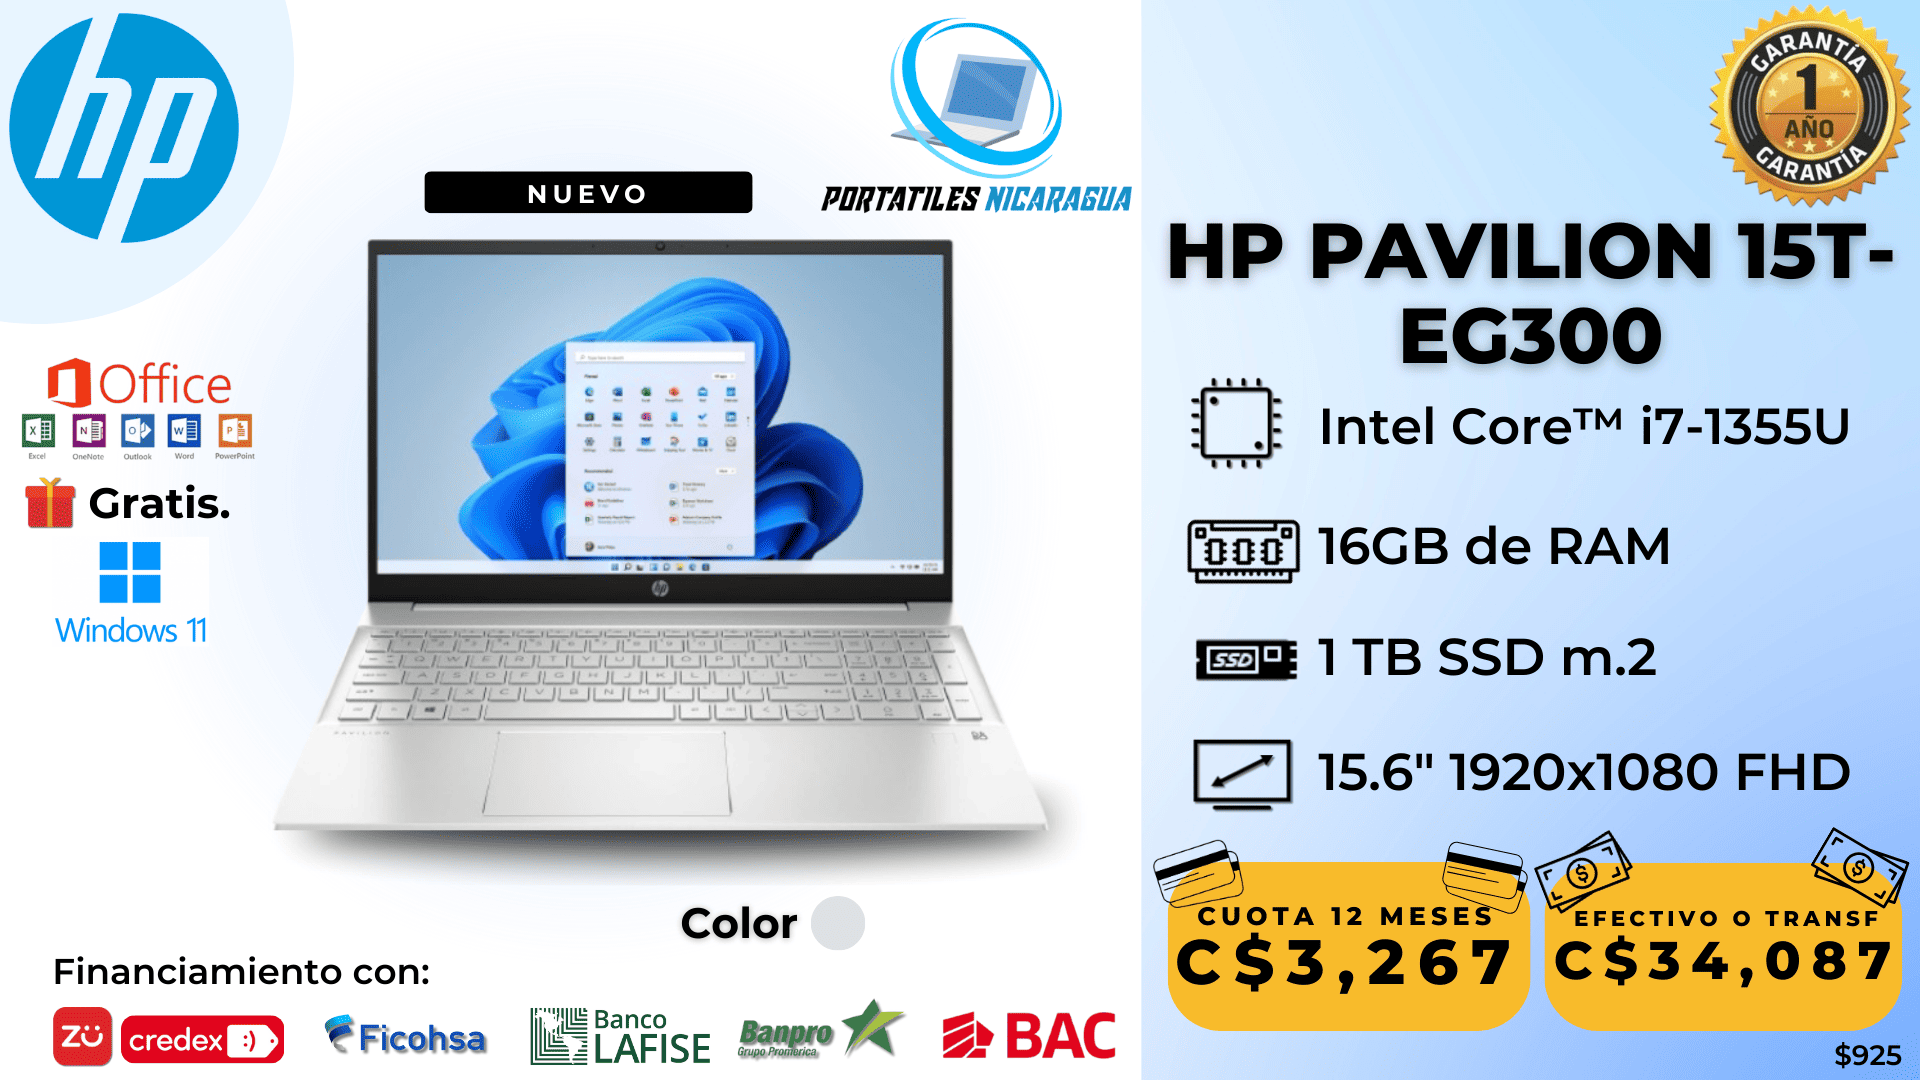 hp
NUEVO
PORTATILES NICARAGUA
GARANTÍA
1
AÑO
GARANTÍA
HP PAVILION 15T-
EG300
Office
Excel OneNote Outlook Word PowerPoint
Gratis.
Windows 11
Intel Core™ i7-1355U
16GB de RAM
SSD
1 TB SSD m.2
15.6" 1920x1080 FHD
hp
PAVILION
Color
Financiamiento con:
zü
credex :)
Ficohsa
Banco
LAFISE
Banpro
Grupo Promerica
BAC
CUOTA 12 MESES
C$3,267
EFECTIVO O TRANSF
C$34,087
$925